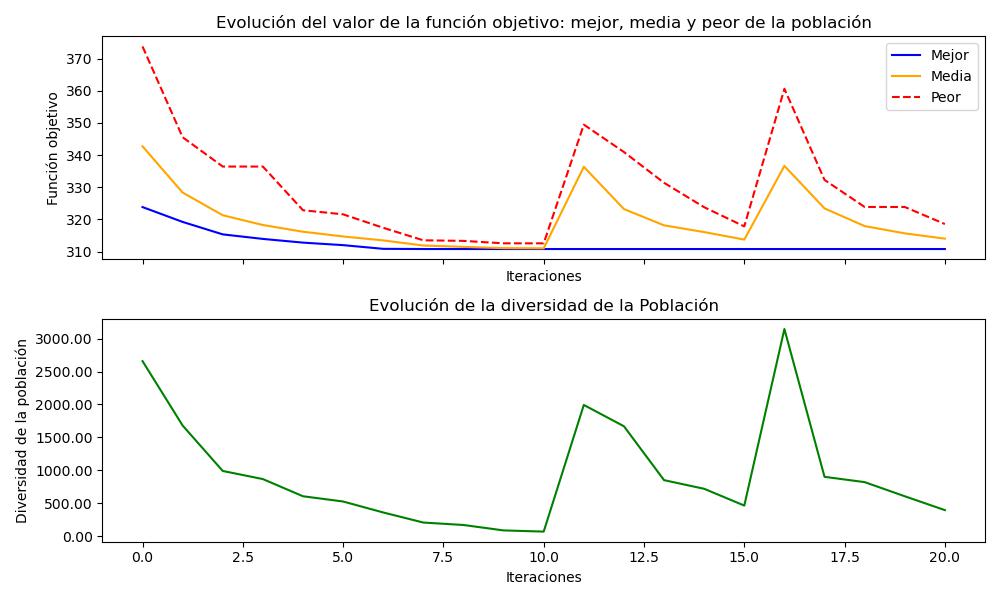 Evolución del valor de la función objetivo: mejor, media y peor de la población
Función objetivo
370
360
350
340
330
320
310
Mejor
Media
Peor
Iteraciones
Evolución de la diversidad de la Población
Diversidad de la población
3000.00
2500.00
2000.00
1500.00
1000.00
500.00
0.00
0.0 2.5 5.0 7.5 10.0 12.5 15.0 17.5 20.0
Iteraciones